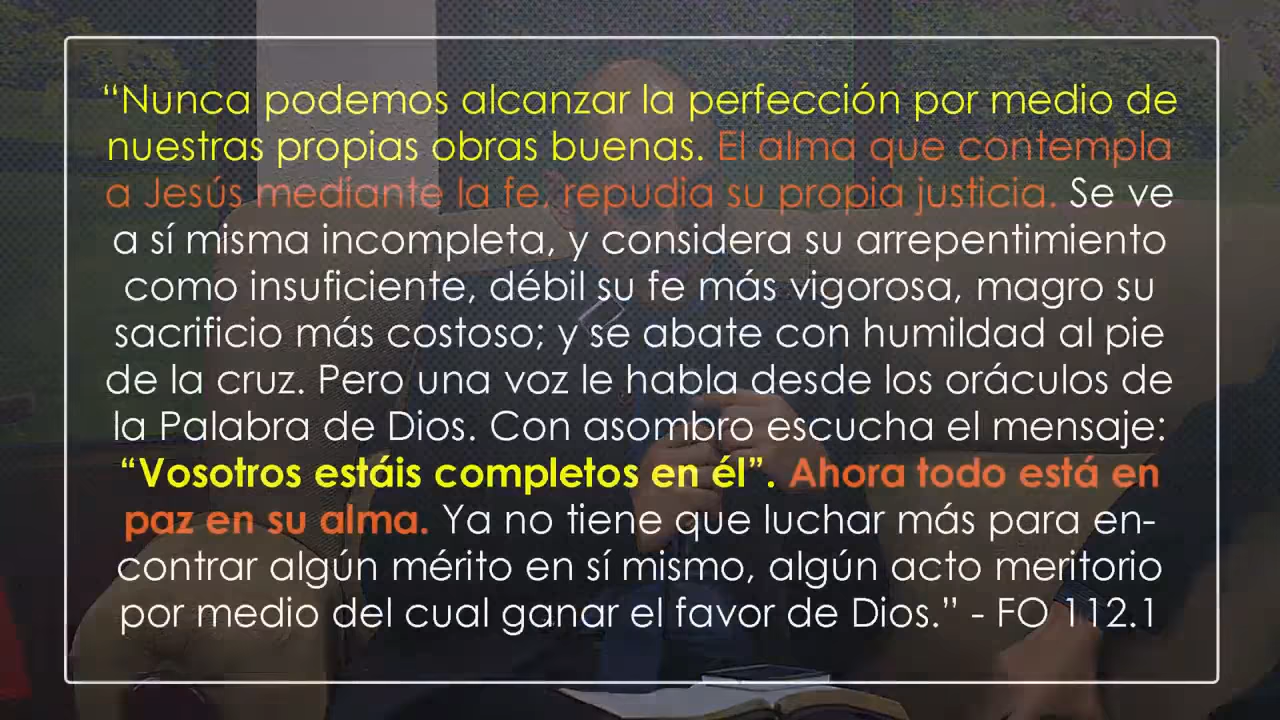 “Nunca podemos alcanzar la perfección por medio de
nuestras propias obras buenas. El alma que contempla
a Jesús mediante la fe, repudia su propia justicia. Se ve
a sí misma incompleta, y considera su arrepentimiento
como insuficiente, débil su fe más vigorosa, magro su
sacrificio más costoso; y se abate con humildad al pie
de la cruz. Pero una voz le habla desde los oráculos de
la Palabra de Dios. Con asombro escucha el mensaje:
“Vosotros estáis completos en él”. Ahora todo está en
paz en su alma. Ya no tiene que luchar más para en-
contrar algún mérito en sí mismo, algún acto meritorio
por medio del cual ganar el favor de Dios.” - FO 112.1